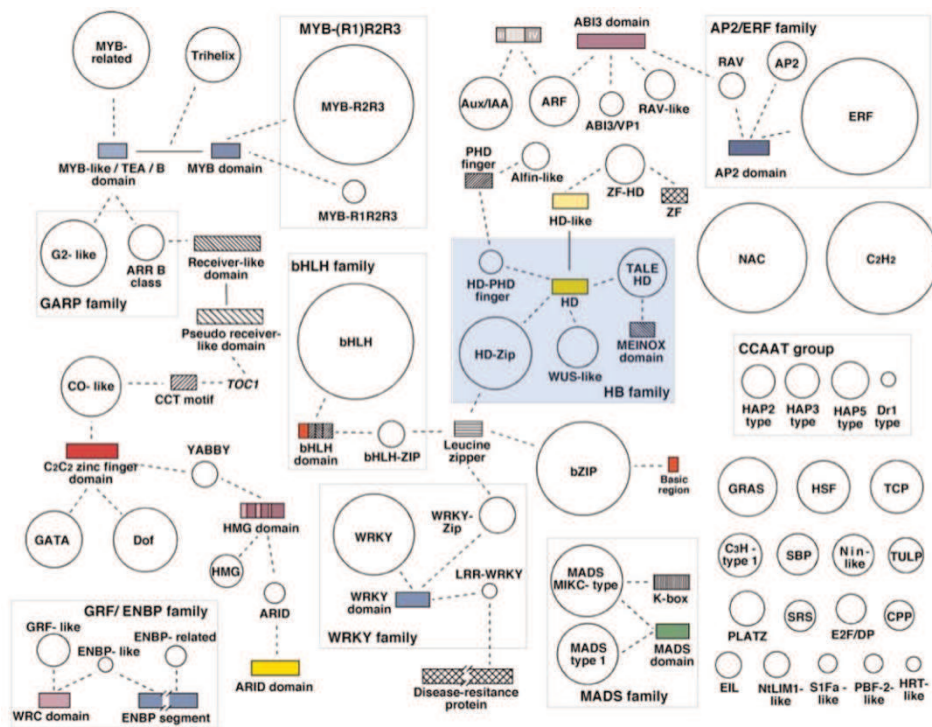 MYB-
related
Trihelix
MYB-(R1)R2R3
MYB-R2R3
MYB-R1R2R3
MYB-like / TEA / B
domain
MYB domain
G2- like
ARR B
class
GARP family
Receiver-like
domain
Pseudo receiver-
like domain
TOC1
CCT motif
CO- like
C2C2 zinc finger
domain
YABBY
GATA
Dof
HMG domain
HMG
ARID
ARID domain
GRF/ ENBP family
GRF- like
ENBP- like
ENBP- related
WRC domain
ENBP segment
bHLH family
bHLH
bHLH
domain
bHLH-ZIP
Leucine
zipper
bZIP
Basic
region
WRKY
WRKY-
Zip
LRR-WRKY
WRKY
domain
WRKY family
Disease-resitance
protein
IV
ABI3 domain
Aux/IAA
ARF
ABI3/VP1
RAV-like
PHD
finger
Alfin-like
ZF-HD
ZF
HD-like
HD-PHD
finger
HD
TALE
HD
HD-Zip
WUS-like
MEINOX
domain
HB family
MADS
MIKC- type
K-box
MADS
type 1
MADS
domain
MADS family
AP2/ERF family
RAV
AP2
ERF
AP2 domain
NAC
C2H2
CCAAT group
HAP2
type
HAP3
type
HAP5
type
Dr1
type
GRAS
HSF
TCP
C3H -
type 1
SBP
Nin-
like
TULP
PLATZ
SRS
E2F/DP
CPP
EIL
NtLIM1-
like
S1Fa -
like
PBF-2-
like
HRT-
like